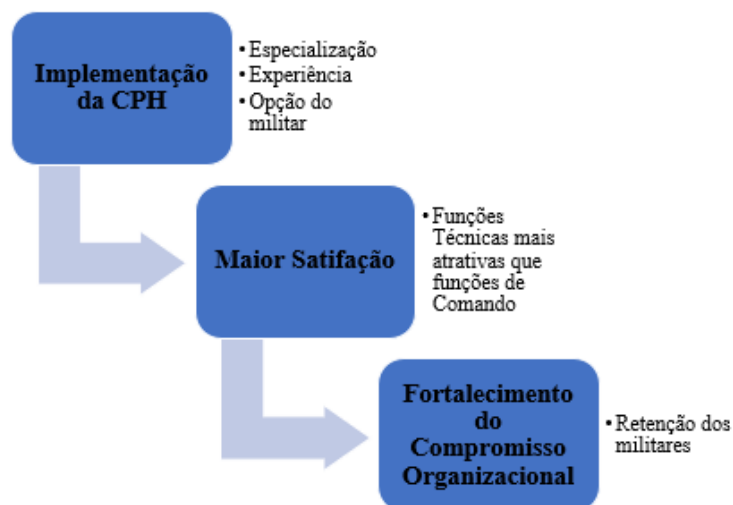 Implementação
da CPH
• Especialização
• Experiência
• Opção do
militar
Maior Satifação
• Funções
Técnicas mais
atrativas que
funções de
Comando
Fortalecimento
do
Compromisso
Organizacional
• Retenção dos
militares